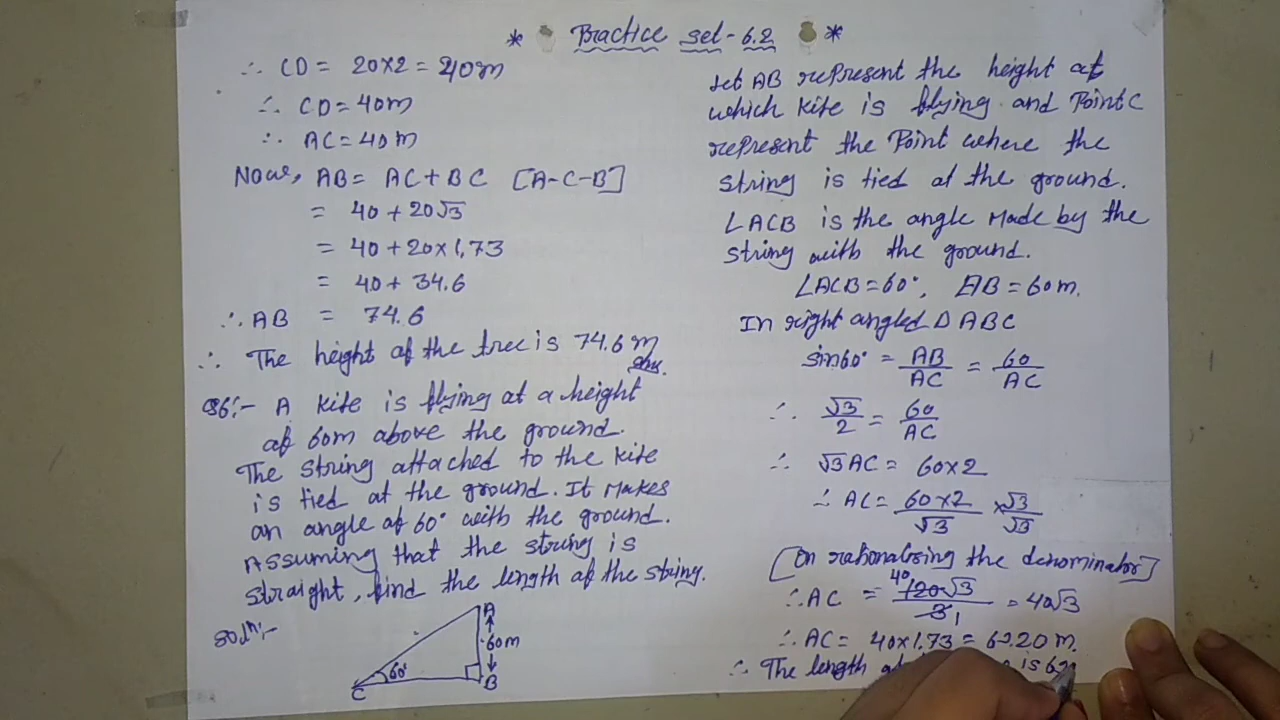 * Practice set-6.2 *
∴ CD = 20×2 = 40m
∴ CD = 40m
∴ AC = 40m
Now, AB = AC + BC [A-C-B]
= 40 + 20√3
= 40 + 20×1.73
= 40 + 34.6
∴ AB = 74.6
∴ The height of the tree is 74.6 m
Ans.
Q6:- A kite is flying at a height
of 60m above the ground.
The string attached to the kite
is tied at the ground. It makes
an angle of 60° with the ground.
Assuming that the string is
straight, find the length of the string.
Solⁿ:-
A
60m
60°
C B
Let AB represent the height at
which kite is flying and Point C
represent the Point where the
string is tied at the ground.
∠ACB is the angle made by the
string with the ground.
∠ACB = 60°, AB = 60m.
In right angled Δ ABC
sin60° = AB/AC = 60/AC
∴ √3/2 = 60/AC
∴ √3 AC = 60×2
∴ AC = 60×2/√3 × √3/√3
[On rationalising the denominator]
∴ AC = 120√3/3 = 40√3
40 1
∴ AC = 40×1.73 = 69.20 m.
∴ The length is 69